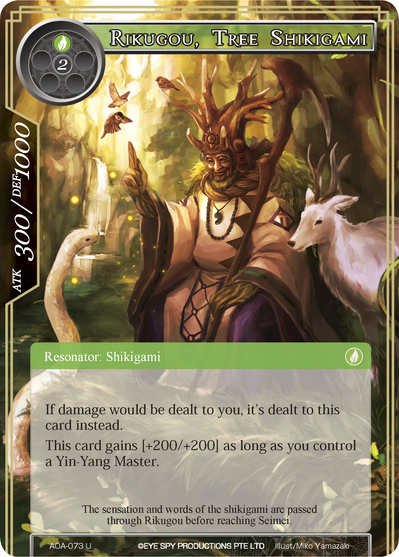 Rikugou, Tree Shikigami
2
ATK 300/DEF 1000
Resonator: Shikigami
If damage would be dealt to you, it's dealt to this
card instead.
This card gains [+200/+200] as long as you control
a Yin-Yang Master.
The sensation and words of the shikigami are passed
through Rikugou before reaching Seimei.
AOA-073 U ©EYE SPY PRODUCTIONS PTE LTD Illust/Miko Yamazaki